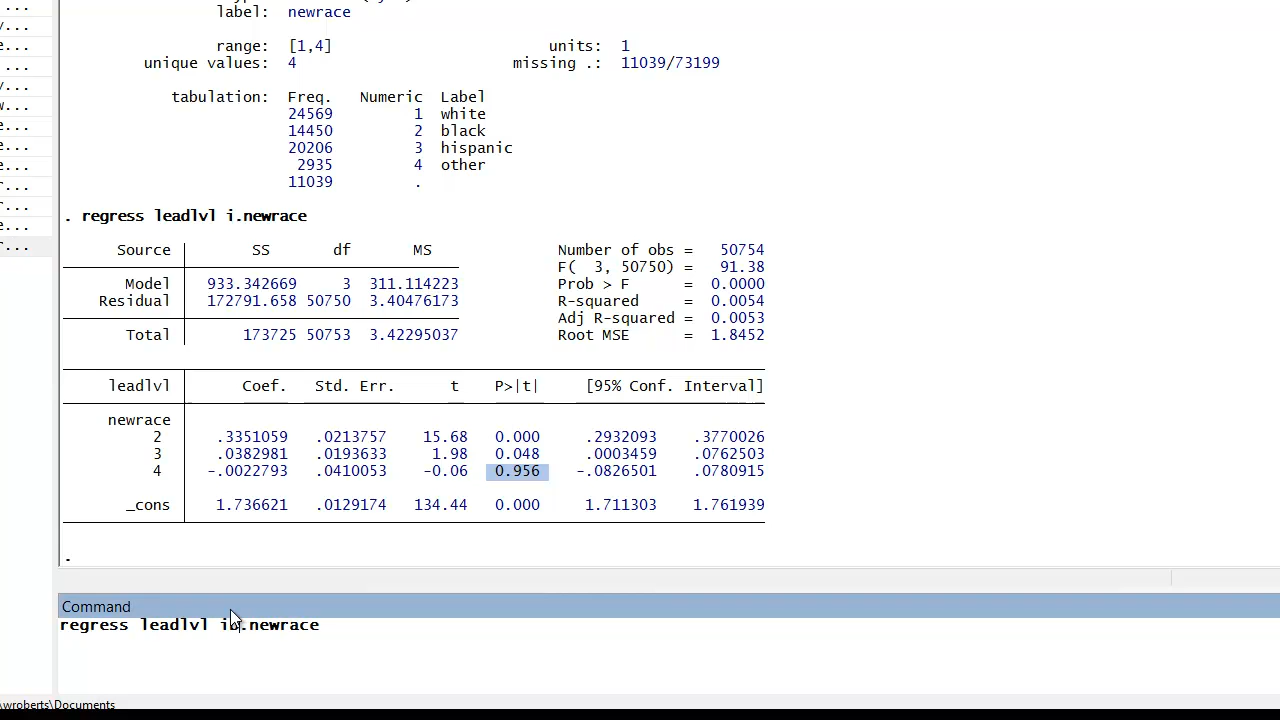 label: newrace
range: [1,4] units: 1
unique values: 4 missing .: 11039/73199
tabulation: Freq. Numeric Label
24569 1 white
14450 2 black
20206 3 hispanic
2935 4 other
11039 .
. regress leadlvl i.newrace
Source SS df MS Number of obs = 50754
F( 3, 50750) = 91.38
Model 933.342669 3 311.114223 Prob > F = 0.0000
Residual 172791.658 50750 3.40476173 R-squared = 0.0054
Adj R-squared = 0.0053
Total 173725 50753 3.42295037 Root MSE = 1.8452
leadlvl Coef. Std. Err. t P>|t| [95% Conf. Interval]
newrace
2 .3351059 .0213757 15.68 0.000 .2932093 .3770026
3 .0382981 .0193633 1.98 0.048 .0003459 .0762503
4 -.0022793 .0410053 -0.06 0.956 -.0826501 .0780915
_cons 1.736621 .0129174 134.44 0.000 1.711303 1.761939
.
Command
regress leadlvl ib.newrace
\wroberts\Documents